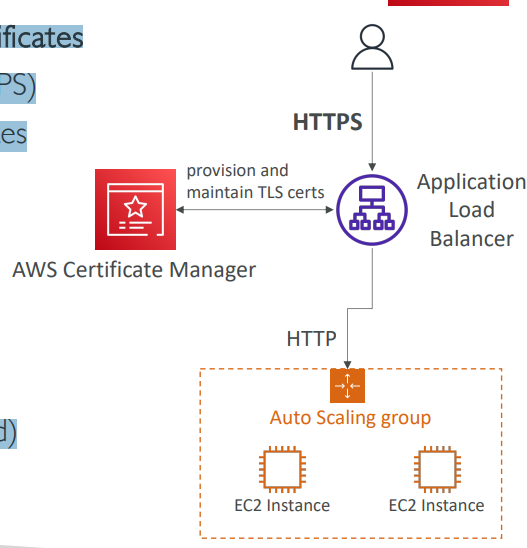 ificates
PS)
es
HTTPS
provision and
maintain TLS certs
Application
Load
Balancer
AWS Certificate Manager
HTTP
d)
Auto Scaling group
EC2 Instance
EC2 Instance